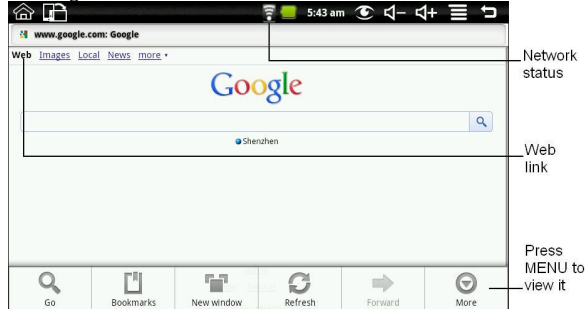 5:43 am
www.google.com: Google
Web Images Local News more
Google
Shenzhen
Go Bookmarks New window Refresh Forward More
Network
status
Web
link
Press
MENU to
view it